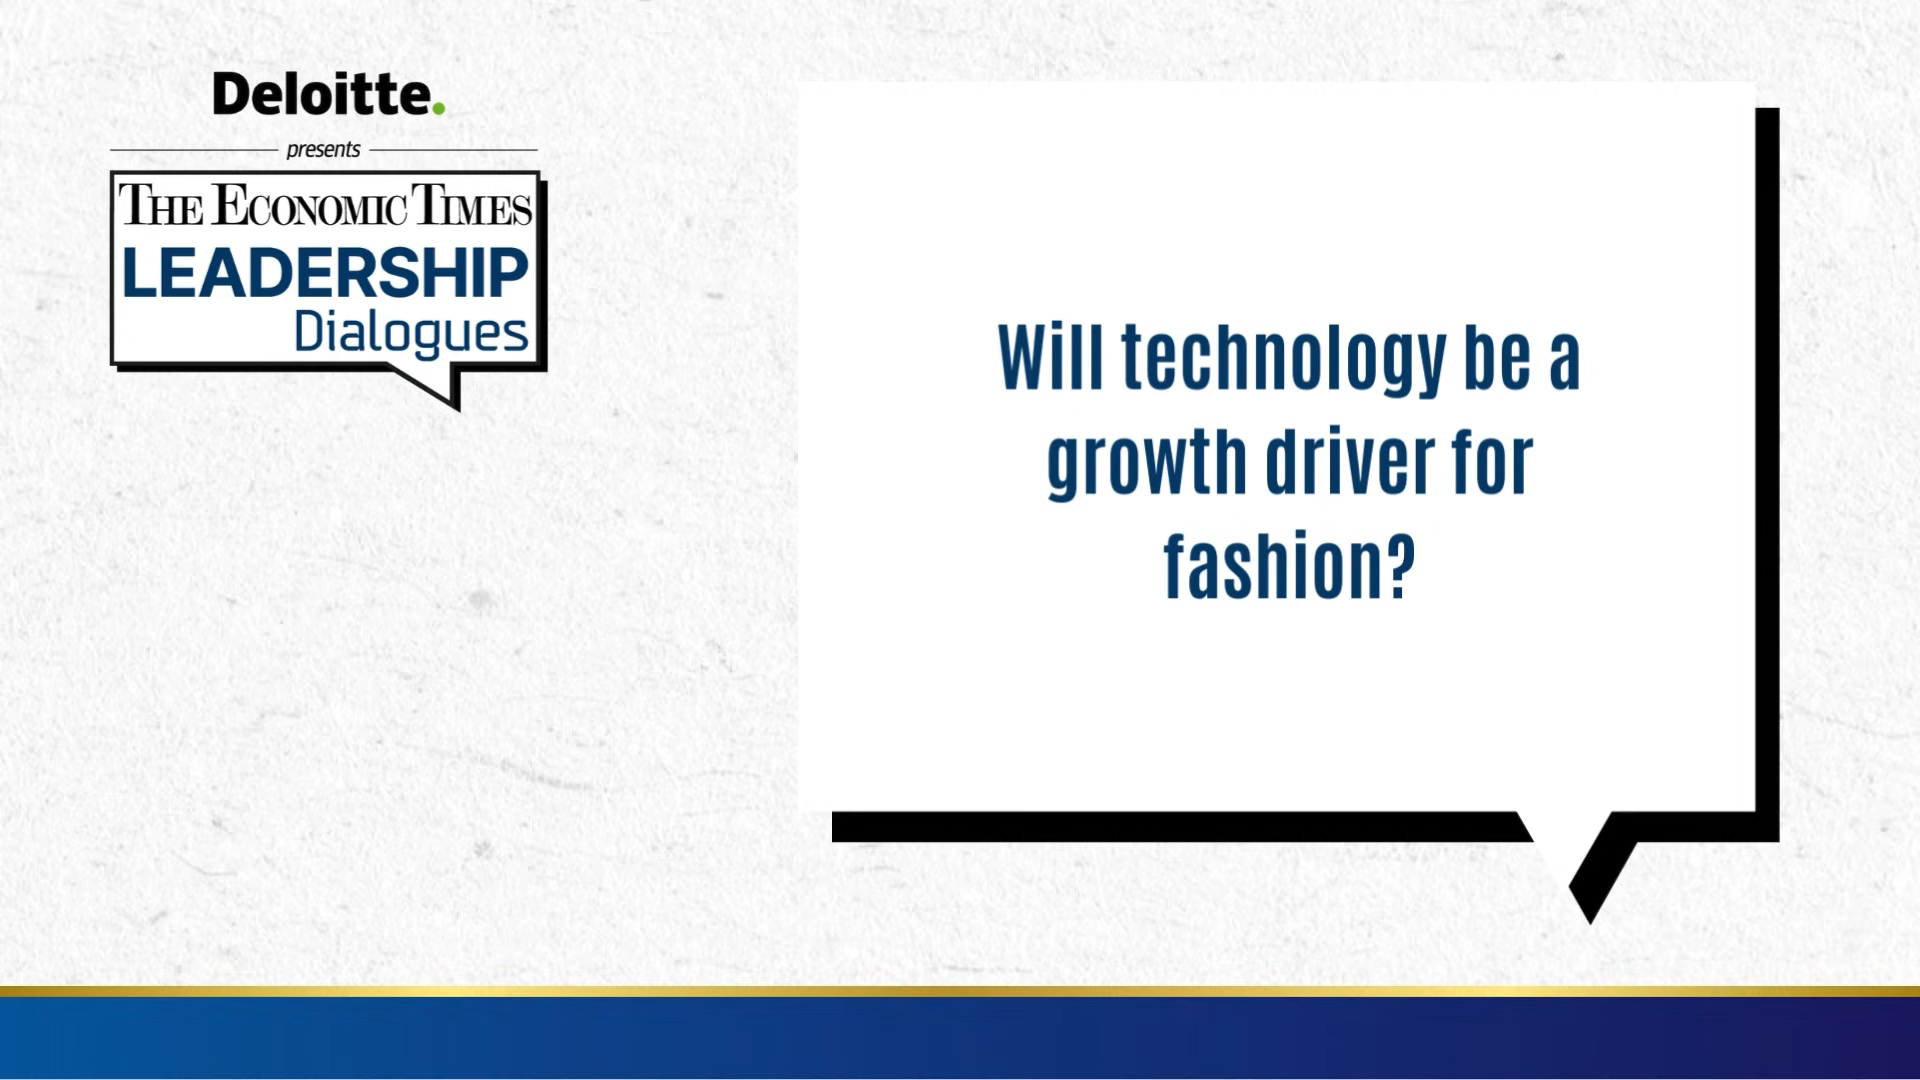 Deloitte.
presents
THE ECONOMIC TIMES
LEADERSHIP
Dialogues
Will technology be a
growth driver for
fashion?